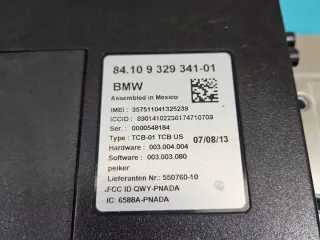 84.10 9 329 341-01
BMW
Assembled in Mexico
IMEI : 357511041325239
ICCID : 89014102230174710709
Ser.: 0000548184
Type : TCB-01 TCB US
07/08/13
Hardware : 003.004.004
Software : 003.003.080
peiker
Lieferanten Nr.: 550760-10
FCC ID QWY-PNADA
IC: 6588A-PNADA